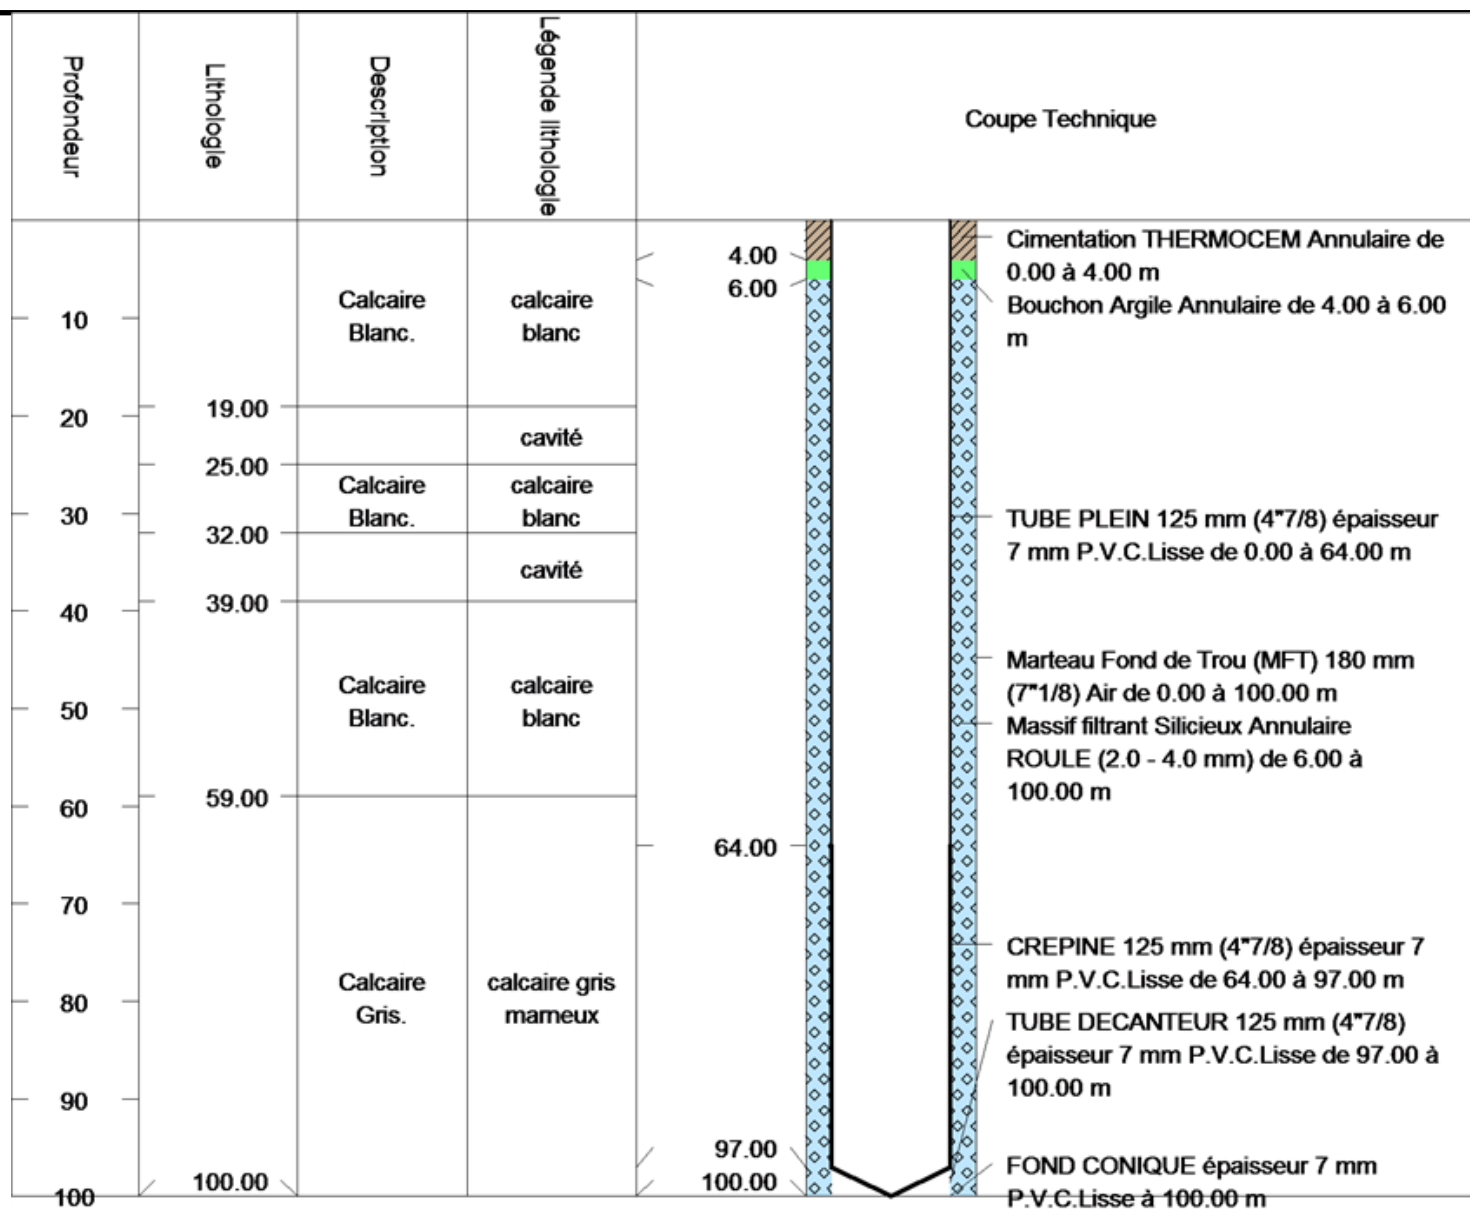 Profondeur
Lithologie
Description
Légende lithologie
Coupe Technique
10
20
30
40
50
60
70
80
90
100
19.00
25.00
32.00
39.00
59.00
100.00
Calcaire
Blanc.
Calcaire
Blanc.
Calcaire
Blanc.
Calcaire
Gris.
calcaire
blanc
cavité
calcaire
blanc
cavité
calcaire
blanc
calcaire gris
marneux
4.00
6.00
64.00
97.00
100.00
Cimentation THERMOCEM Annulaire de
0.00 à 4.00 m
Bouchon Argile Annulaire de 4.00 à 6.00
m
TUBE PLEIN 125 mm (4"7/8) épaisseur
7 mm P.V.C.Lisse de 0.00 à 64.00 m
Marteau Fond de Trou (MFT) 180 mm
(7"1/8) Air de 0.00 à 100.00 m
Massif filtrant Silicieux Annulaire
ROULE (2.0 - 4.0 mm) de 6.00 à
100.00 m
CREPINE 125 mm (4"7/8) épaisseur 7
mm P.V.C.Lisse de 64.00 à 97.00 m
TUBE DECANTEUR 125 mm (4"7/8)
épaisseur 7 mm P.V.C.Lisse de 97.00 à
100.00 m
FOND CONIQUE épaisseur 7 mm
P.V.C.Lisse à 100.00 m